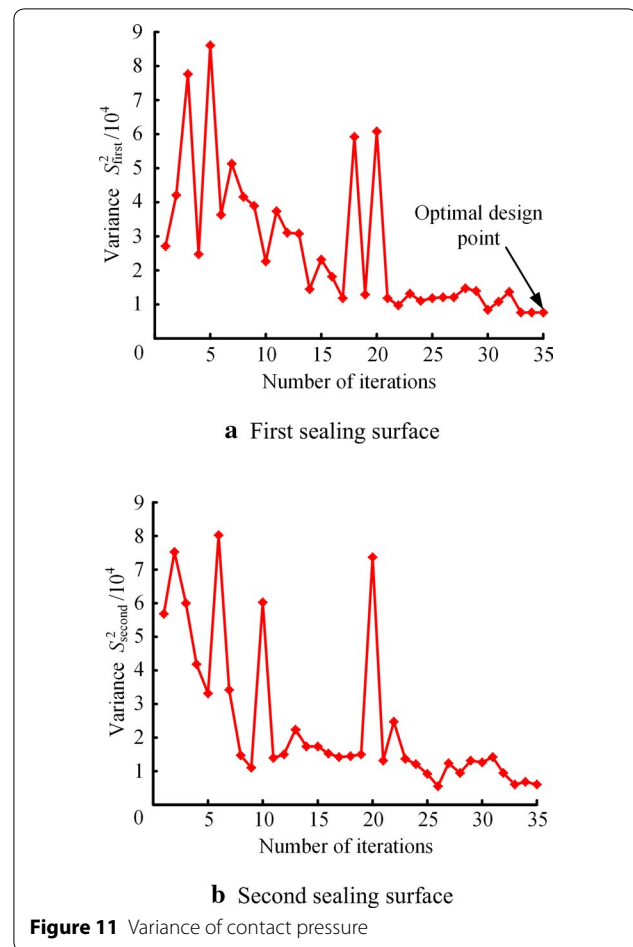 9
8
7
6
5
4
3
2
1
0
Variance S²first/10⁴
Optimal design
point
5 10 15 20 25 30 35
Number of iterations
a First sealing surface
9
8
7
6
5
4
3
2
1
0
Variance S²second/10⁴
5 10 15 20 25 30 35
Number of iterations
b Second sealing surface
Figure 11 Variance of contact pressure